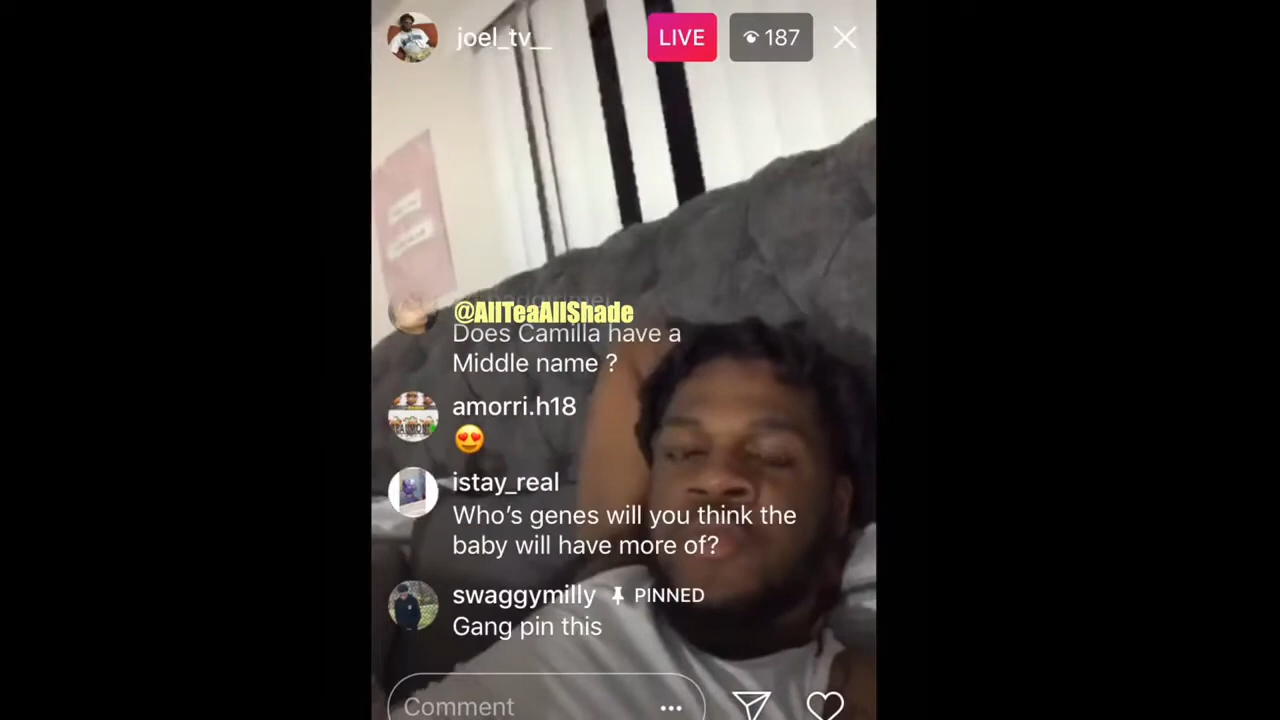 joel_tv__
LIVE
187
@AllTeaAllShade
Does Camilla have a
Middle name ?
amorri.h18
😍
istay_real
Who's genes will you think the
baby will have more of?
swaggymilly PINNED
Gang pin this
Comment